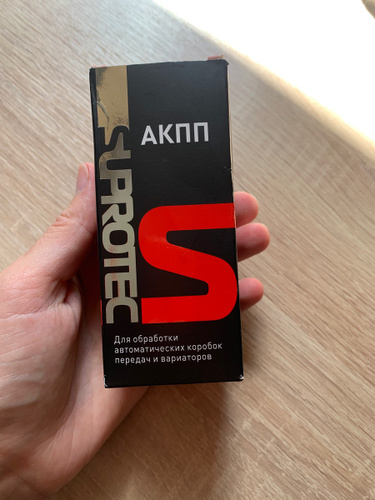 SUPROTEC
АКПП
S
Для обработки
автоматических коробок
передач и вариаторов